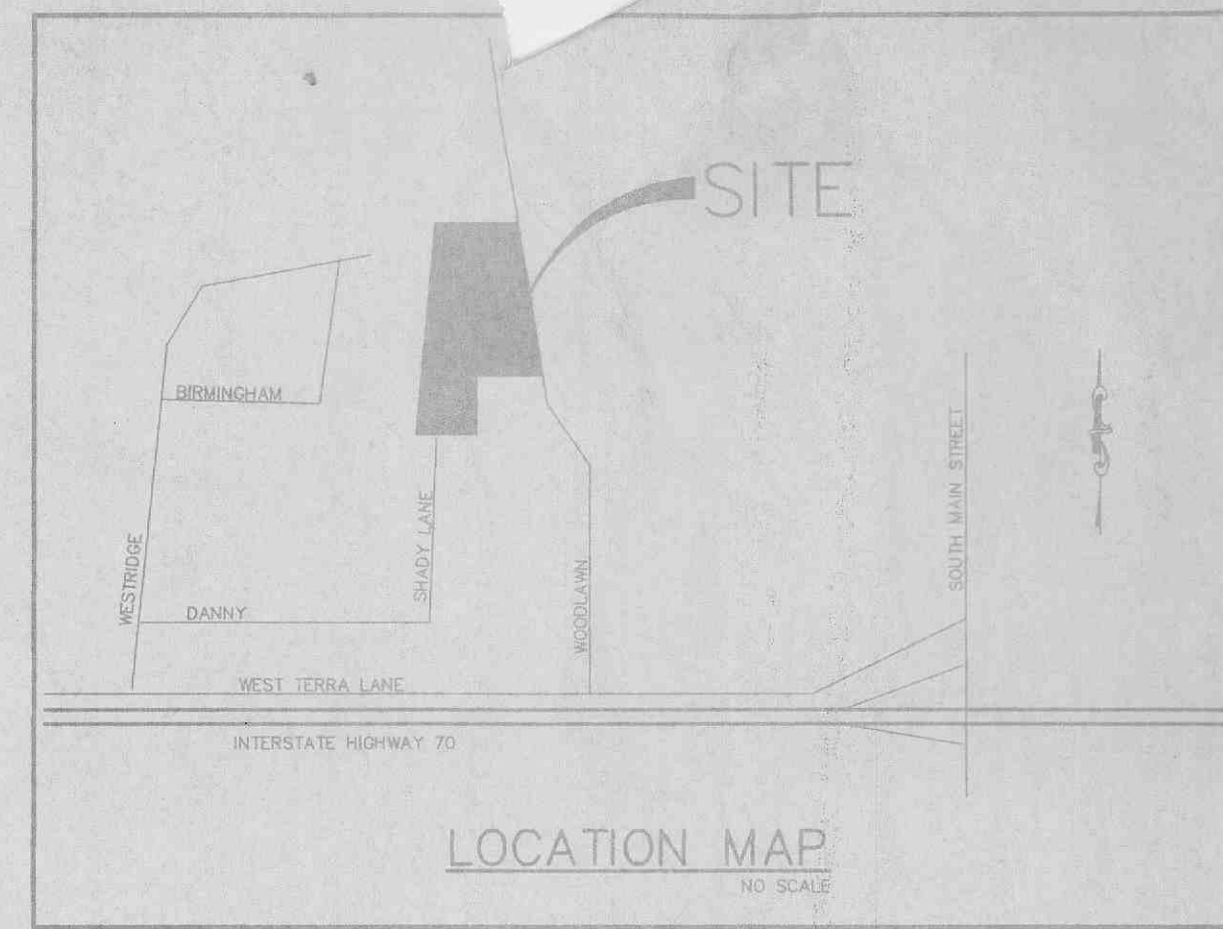 SITE
BIRMINGHAM
WESTRIDGE
SHADY LANE
SOUTH MAIN STREET
WOODLAWN
DANNY
WEST TERRA LANE
INTERSTATE HIGHWAY 70
LOCATION MAP
NO SCALE